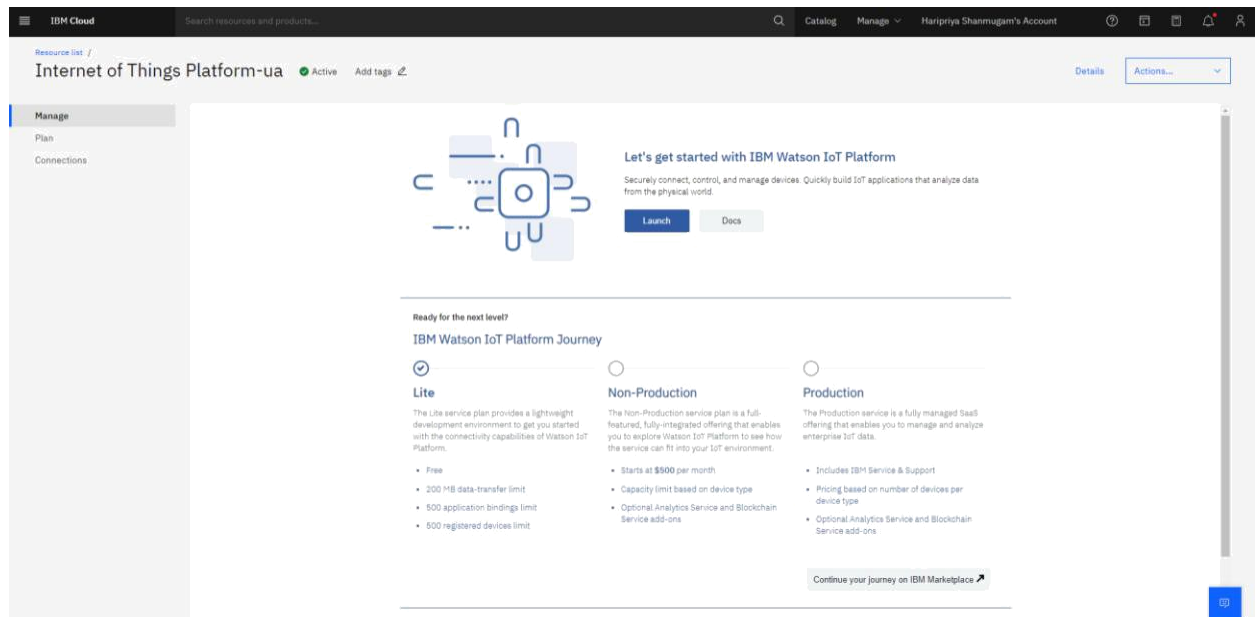 IBM Cloud
Search resources and products...
Catalog
Manage
Haripriya Shanmugam's Account
Resource list /
Internet of Things Platform-ua
Active
Add tags
Details
Actions...
Manage
Plan
Connections
Let's get started with IBM Watson IoT Platform
Securely connect, control, and manage devices. Quickly build IoT applications that analyze data
from the physical world.
Launch
Docs
Ready for the next level?
IBM Watson IoT Platform Journey
Lite
The Lite service plan provides a lightweight
development environment to get you started
with the connectivity capabilities of Watson IoT
Platform.
• Free
• 200 MB data-transfer limit
• 500 application bindings limit
• 500 registered devices limit
Non-Production
The Non-Production service plan is a full-
featured, fully-integrated offering that enables
you to explore Watson IoT Platform to see how
the service can fit into your IoT environment.
• Starts at $500 per month
• Capacity limit based on device type
• Optional Analytics Service and Blockchain
Service add-ons
Production
The Production service is a fully managed SaaS
offering that enables you to manage and analyze
enterprise IoT data.
• Includes IBM Service & Support
• Pricing based on number of devices per
device type
• Optional Analytics Service and Blockchain
Service add-ons
Continue your journey on IBM Marketplace